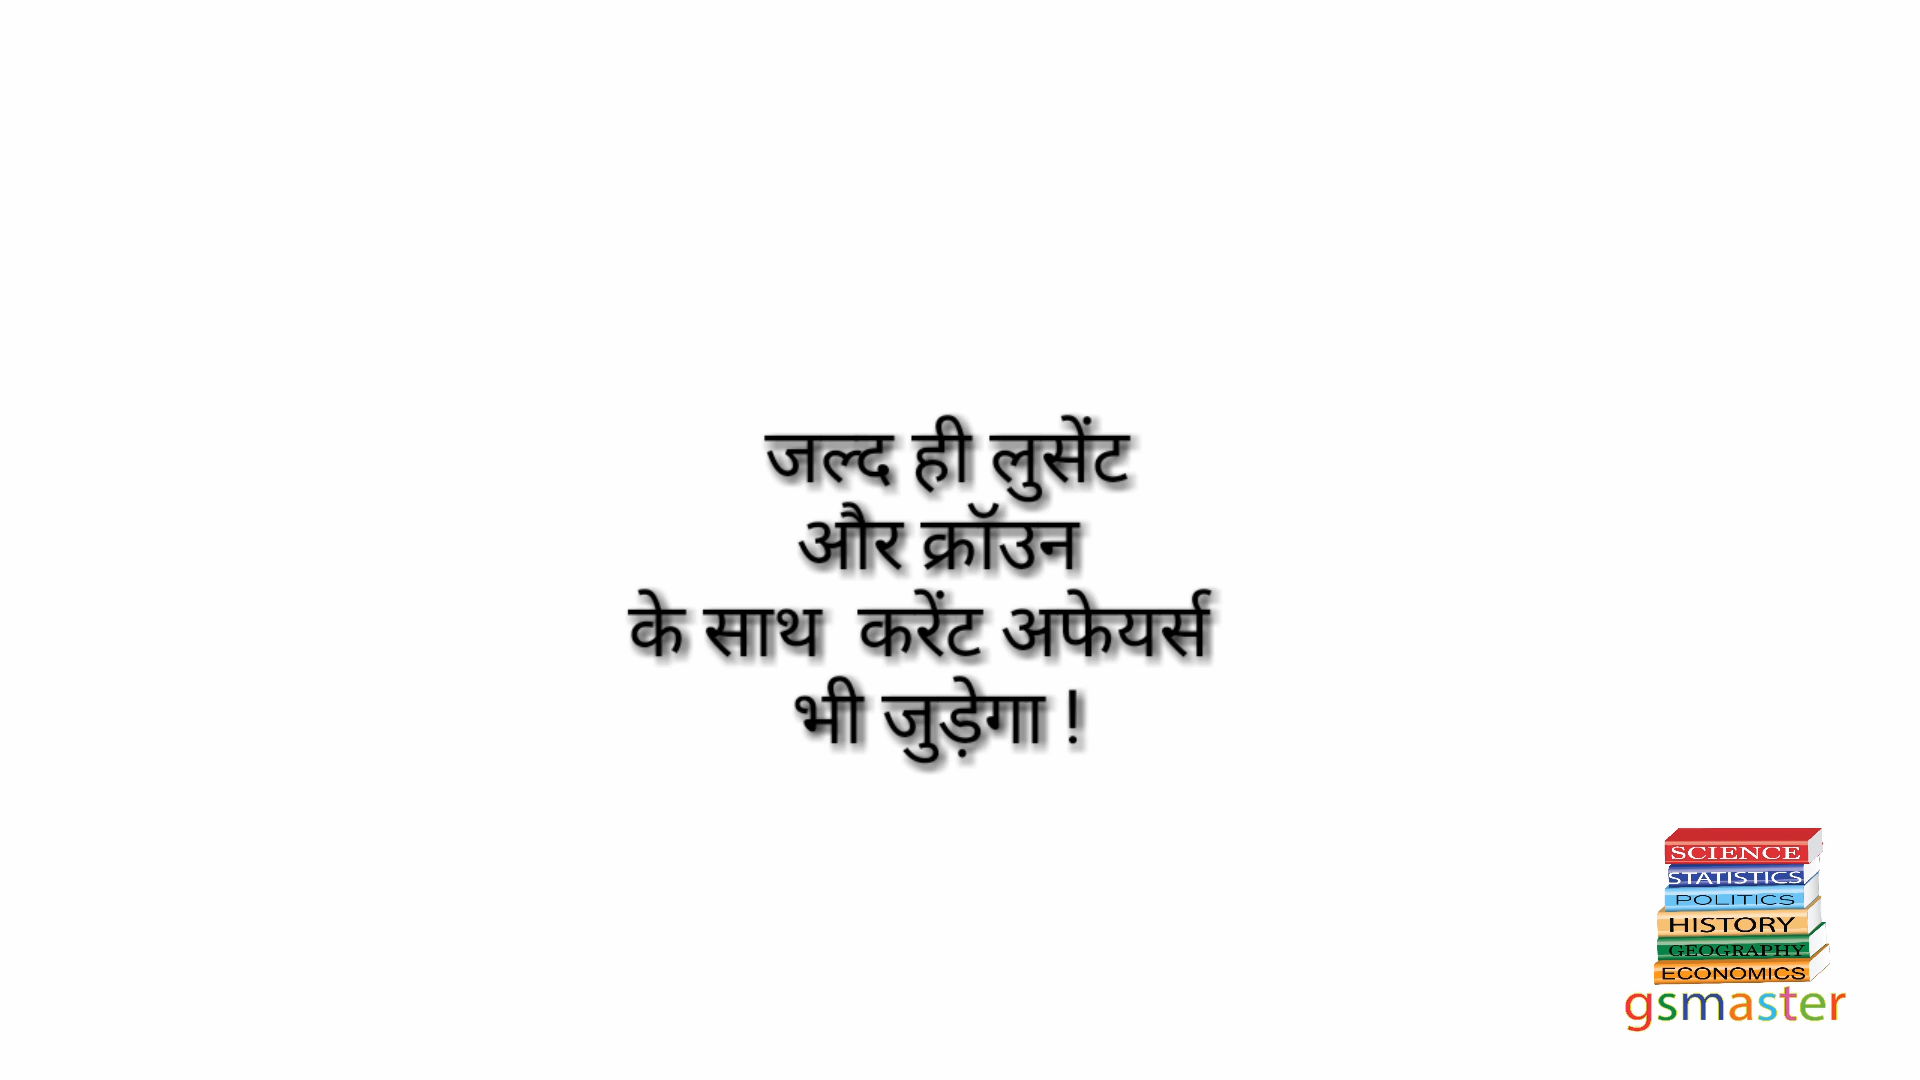 जल्द ही लुसेंट
और क्रॉउन
के साथ  करेंट अफेयर्स
भी जुड़ेगा !
SCIENCE
STATISTICS
POLITICS
HISTORY
GEOGRAPHY
ECONOMICS
gsmaster